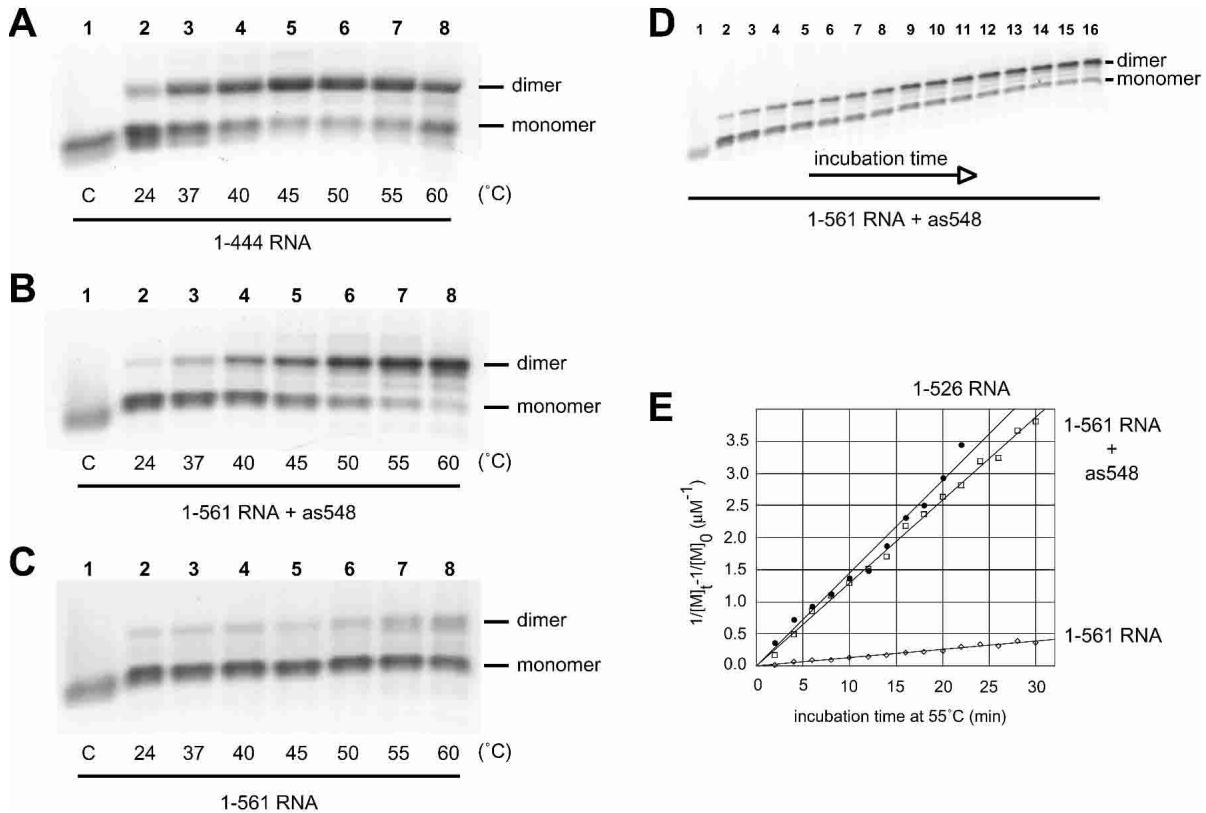 A
1 2 3 4 5 6 7 8
dimer
monomer
C 24 37 40 45 50 55 60 (˚C)
1-444 RNA
B
1 2 3 4 5 6 7 8
dimer
monomer
C 24 37 40 45 50 55 60 (˚C)
1-561 RNA + as548
C
1 2 3 4 5 6 7 8
dimer
monomer
C 24 37 40 45 50 55 60 (˚C)
1-561 RNA
D
1 2 3 4 5 6 7 8 9 10 11 12 13 14 15 16
dimer
monomer
incubation time
1-561 RNA + as548
E
1-526 RNA
1-561 RNA
+
as548
1-561 RNA
1/[M]t-1/[M]0 (µM-1)
3.5
3.0
2.5
2.0
1.5
1.0
0.5
0.0
0 5 10 15 20 25 30
incubation time at 55˚C (min)